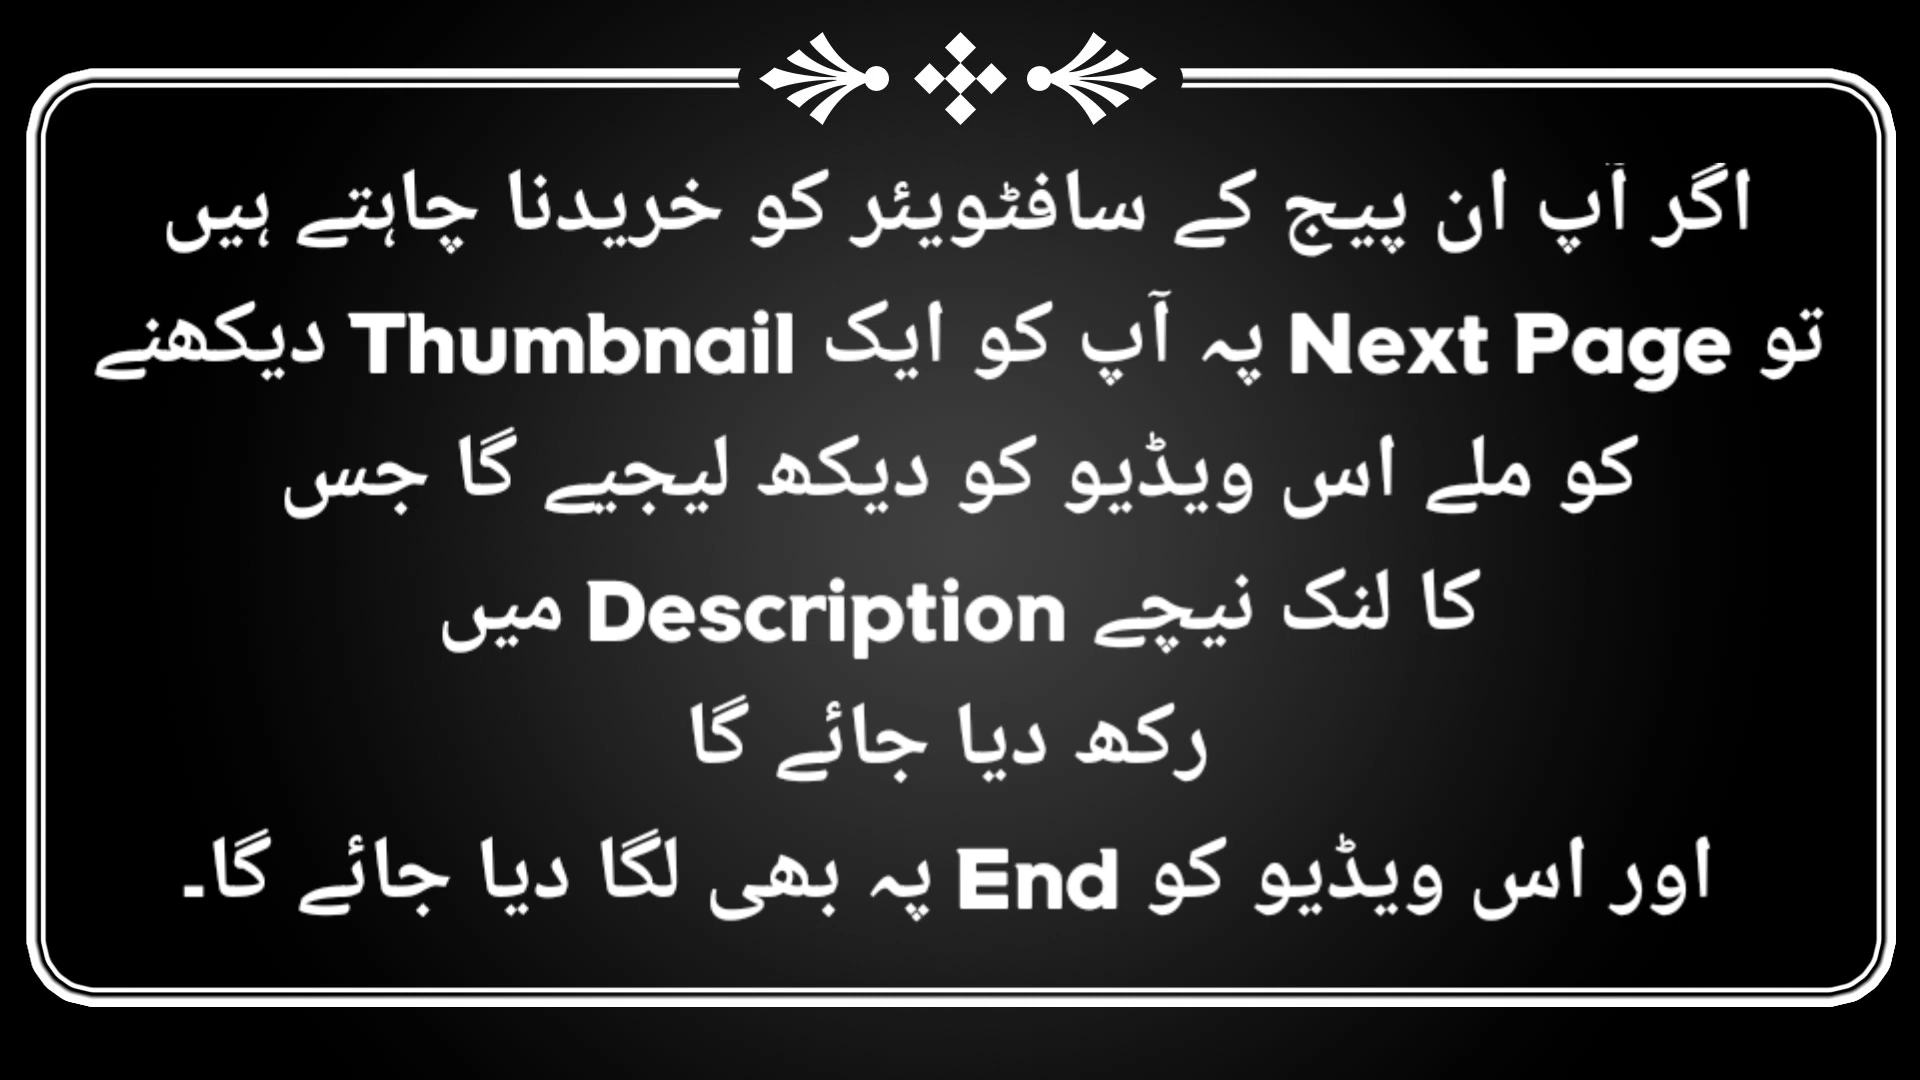 اگر آپ ان پیج کے سافٹویئر کو خریدنا چاہتے ہیں
تو Next Page پہ آپ کو ایک Thumbnail دیکھنے
کو ملے اس ویڈیو کو دیکھ لیجیے گا جس
کا لنک نیچے Description میں
رکھ دیا جائے گا
اور اس ویڈیو کو End پہ بھی لگا دیا جائے گا۔